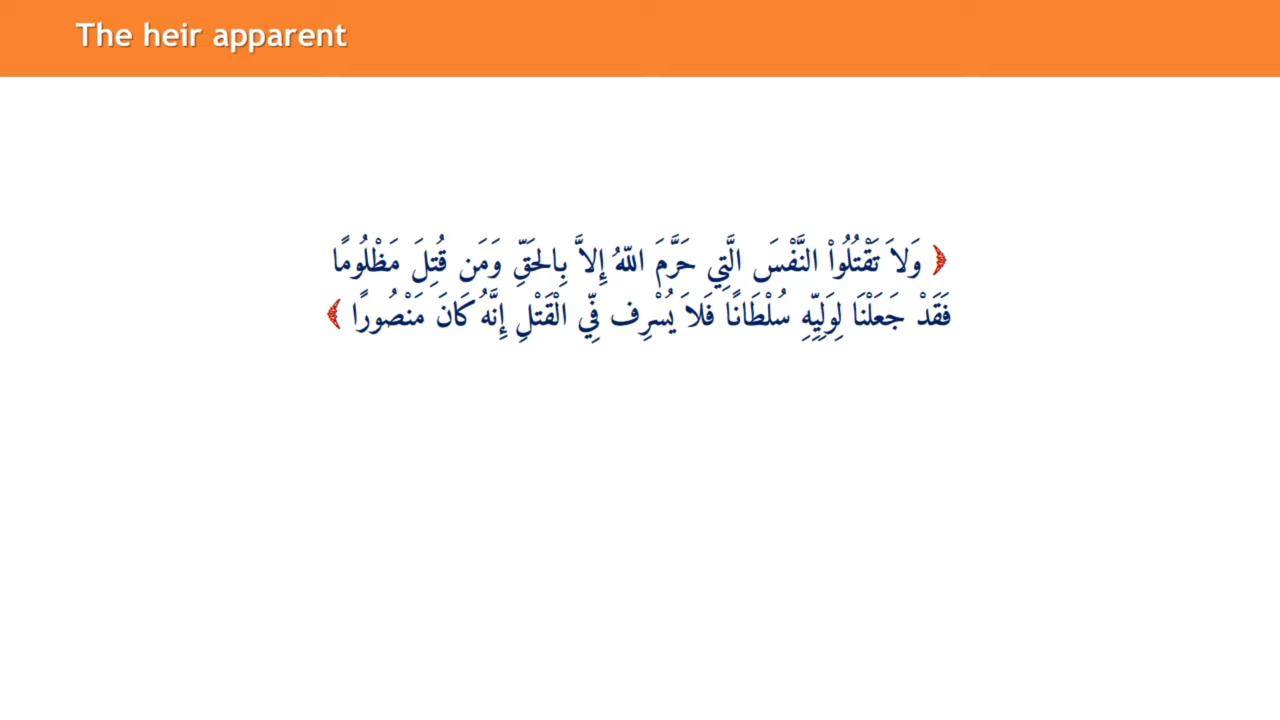 The heir apparent
﴿ وَلاَ تَقْتُلُواْ النَّفْسَ الَّتِي حَرَّمَ اللّهُ إِلاَّ بِالحَقِّ وَمَن قُتِلَ مَظْلُومًا
فَقَدْ جَعَلْنَا لِوَلِيِّهِ سُلْطَانًا فَلاَ يُسْرِف فِّي الْقَتْلِ إِنَّهُ كَانَ مَنْصُورًا ﴾